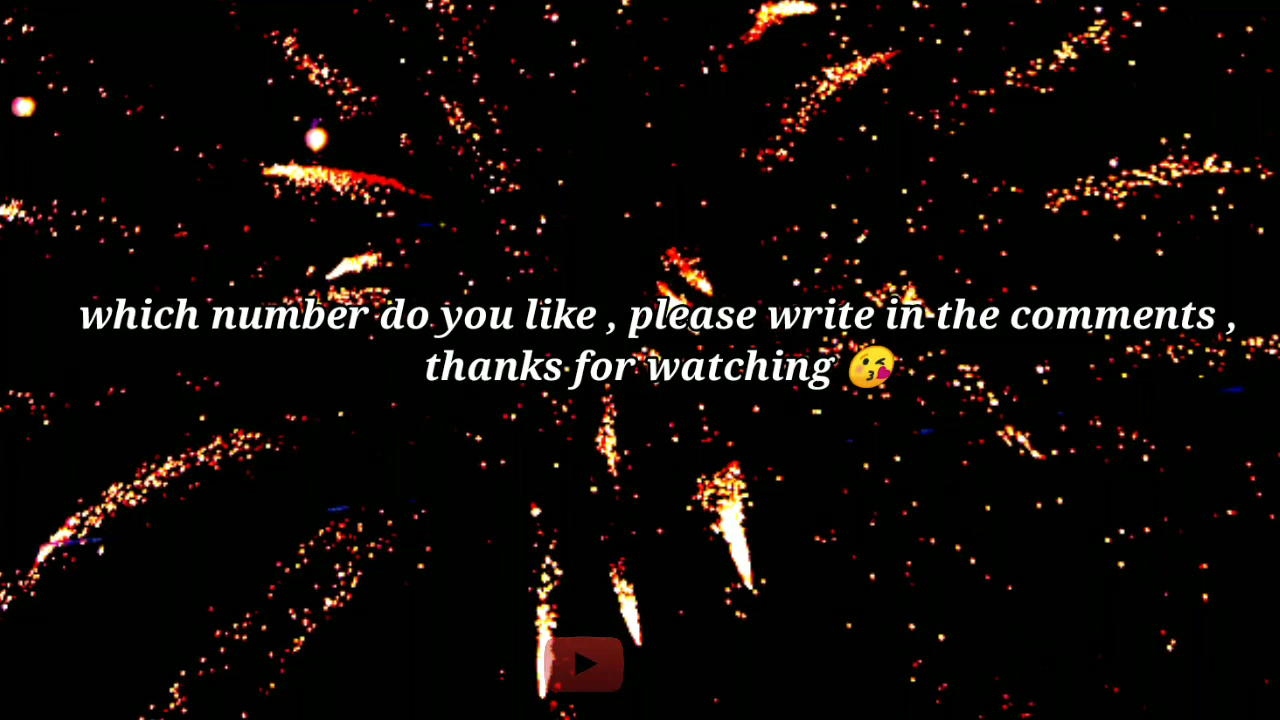 which number do you like , please write in the comments ,
thanks for watching 😘